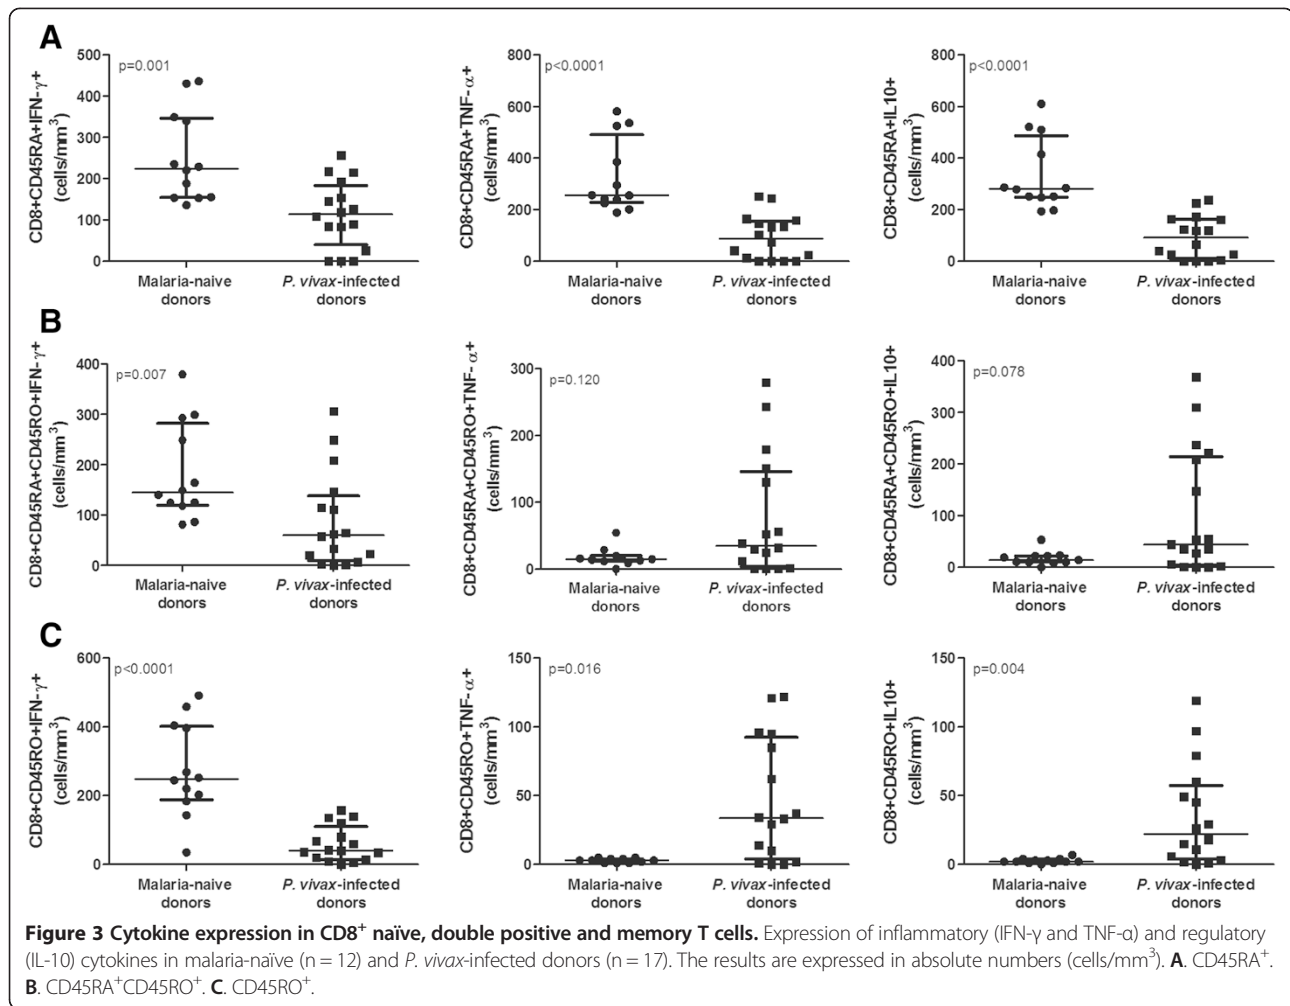 A
CD8+CD45RA+IFN-γ+
(cells/mm³)
p=0.001
500
400
300
200
100
0
Malaria-naive
donors
P. vivax-infected
donors
CD8+CD45RA+TNF-α+
(cells/mm³)
p<0.0001
800
600
400
200
0
Malaria-naive
donors
P. vivax-infected
donors
CD8+CD45RA+IL10+
(cells/mm³)
p<0.0001
800
600
400
200
0
Malaria-naive
donors
P. vivax-infected
donors
B
CD8+CD45RA+CD45RO+IFN-γ+
(cells/mm³)
p=0.007
400
300
200
100
0
Malaria-naive
donors
P. vivax-infected
donors
CD8+CD45RA+CD45RO+TNF-α+
(cells/mm³)
p=0.120
300
200
100
0
Malaria-naive
donors
P. vivax-infected
donors
CD8+CD45RA+CD45RO+IL10+
(cells/mm³)
p=0.078
400
300
200
100
0
Malaria-naive
donors
P. vivax-infected
donors
C
CD8+CD45RO+IFN-γ+
(cells/mm³)
p<0.0001
600
400
200
0
Malaria-naive
donors
P. vivax-infected
donors
CD8+CD45RO+TNF-α+
(cells/mm³)
p=0.016
150
100
50
0
Malaria-naive
donors
P. vivax-infected
donors
CD8+CD45RO+IL10+
(cells/mm³)
p=0.004
150
100
50
0
Malaria-naive
donors
P. vivax-infected
donors
Figure 3 Cytokine expression in CD8⁺ naïve, double positive and memory T cells. Expression of inflammatory (IFN-γ and TNF-α) and regulatory
(IL-10) cytokines in malaria-naïve (n = 12) and P. vivax-infected donors (n = 17). The results are expressed in absolute numbers (cells/mm³). A. CD45RA⁺.
B. CD45RA⁺CD45RO⁺. C. CD45RO⁺.